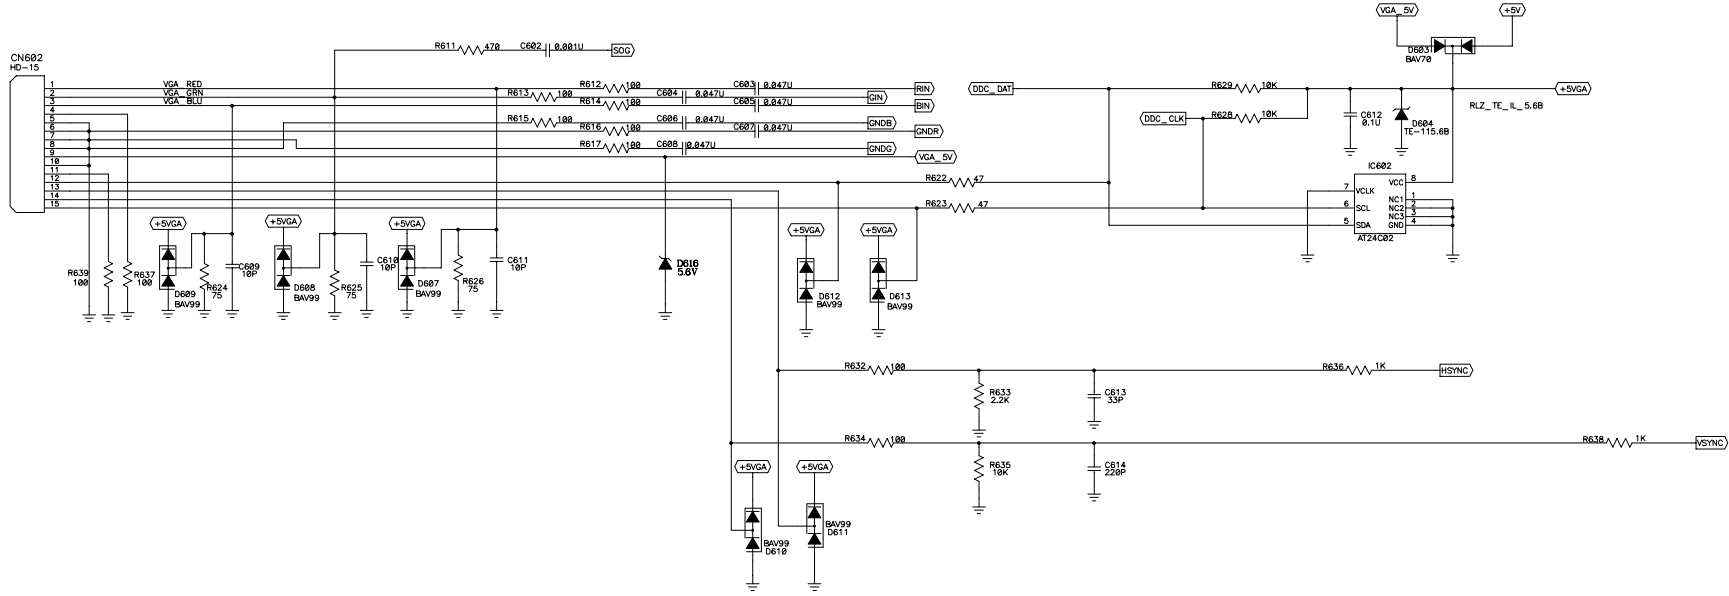 VGA_5V
+5V
D603
BAV70
R611 470 C602 0.001U SOG
CN602
HD-15
1 VGA_RED R612 100 C603 0.047U RIN
2 VGA_GRN R613 100 C604 0.047U GIN
3 VGA_BLU R614 100 C605 0.047U BIN
4
5 R615 100 C606 0.047U GNDB
6 R616 100 C607 0.047U GNDR
7
8 R617 100 C608 0.047U GNDG
9 VGA_5V
10
11
12 R622 47
13
14
15 R623 47
DDC_DAT R629 10K +5VGA
DDC_CLK R628 10K
C612
0.1U
D604
TE-115.6B
RLZ_TE_IL_5.6B
IC602
VCC 8
7 VCLK
NC1 1
6 SCL NC2 2
NC3 3
5 SDA GND 4
AT24C02
+5VGA
+5VGA
+5VGA
+5VGA
+5VGA
R639
100
R637
100
D609
BAV99
R624
75
C609
10P
D608
BAV99
R625
75
C610
10P
D607
BAV99
R626
75
C611
10P
D616
5.6V
D612
BAV99
D613
BAV99
R632 100 R636 1K HSYNC
R633
2.2K
C613
33P
R634 100 R638 1K VSYNC
R635
10K
C614
220P
+5VGA
+5VGA
BAV99
D610
BAV99
D611